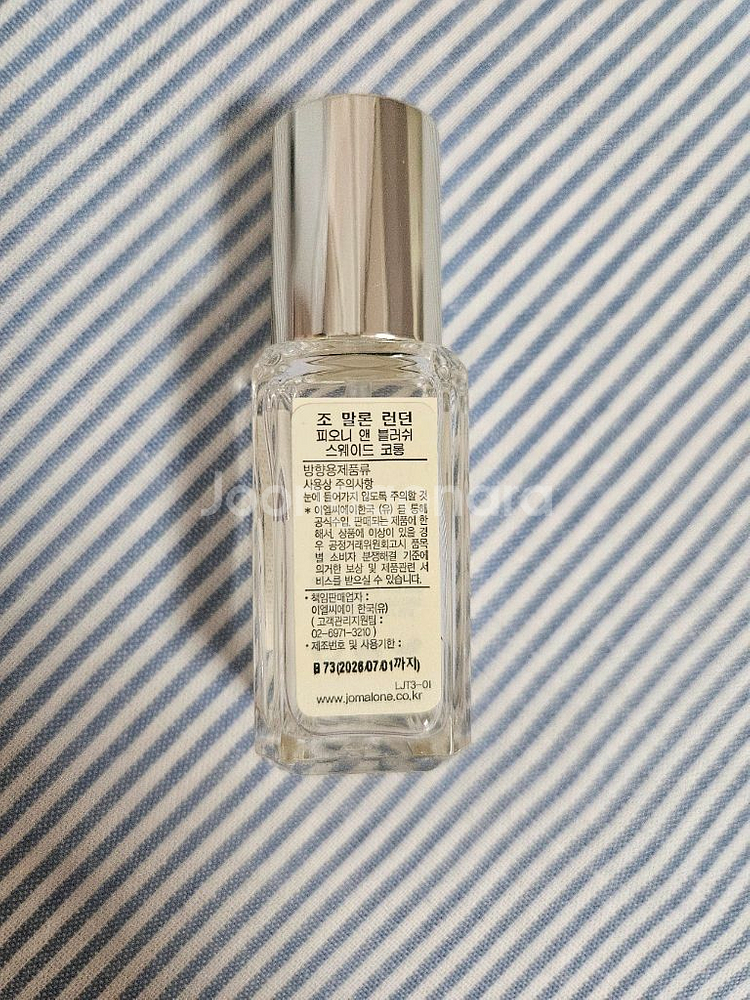 조 말론 런던
피오니 앤 블러쉬
스웨이드 코롱
방향용제품류
사용상 주의사항
눈에 들어가지 않도록 주의할 것
* 이엘씨에이한국 (유) 를 통해
공식수입, 판매되는 제품에 한
해서, 상품에 이상이 있을 경
우 공정거래위원회고시 품목
별 소비자 분쟁해결 기준에
의거한 보상 및 제품관련 서
비스를 받으실 수 있습니다.
• 책임판매업자 :
이엘씨에이 한국(유)
( 고객관리지원팀 :
02-6971-3210 )
• 제조번호 및 사용기한 :
B 73(2026.07.01까지)
LJT3-01
www.jomalone.co.kr
Joongonara